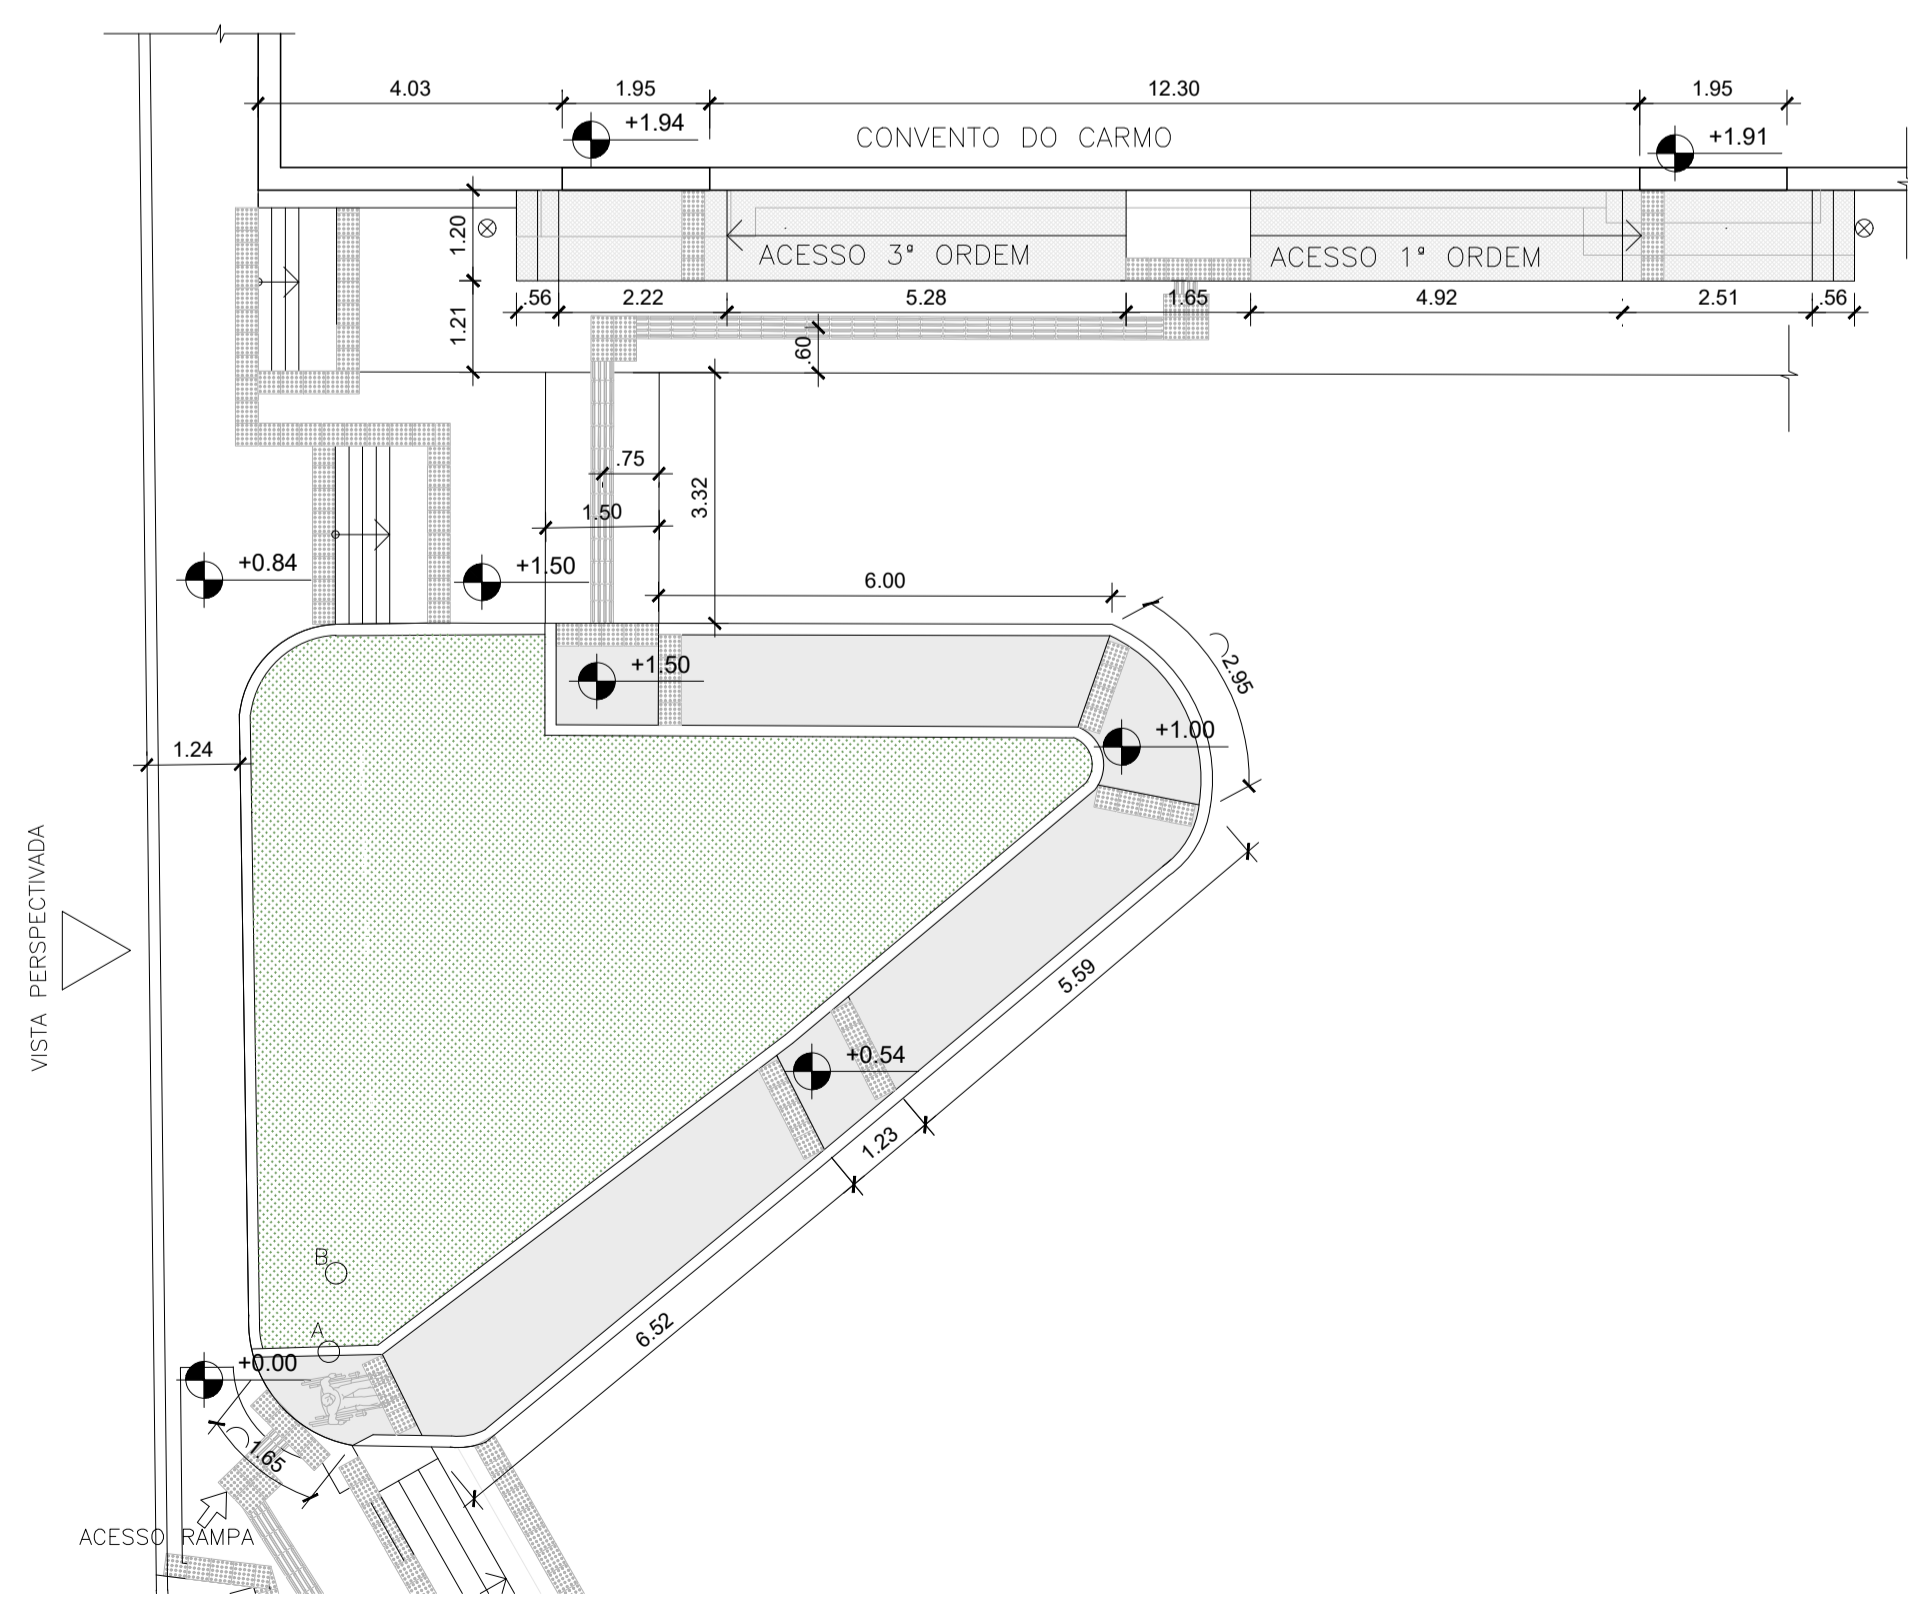 4.03 1.95 12.30 1.95
+1.94 CONVENTO DO CARMO +1.91
1.20
ACESSO 3ª ORDEM ACESSO 1ª ORDEM
.56 2.22 5.28 1.65 4.92 2.51 .56
1.21
.60
.75
3.32
1.50
+0.84 +1.50 6.00
+1.50
2.95
+1.00
1.24
VISTA PERSPECTIVADA
5.59
+0.54
1.23
B
6.52
A
+0.00
1.65
ACESSO RAMPA